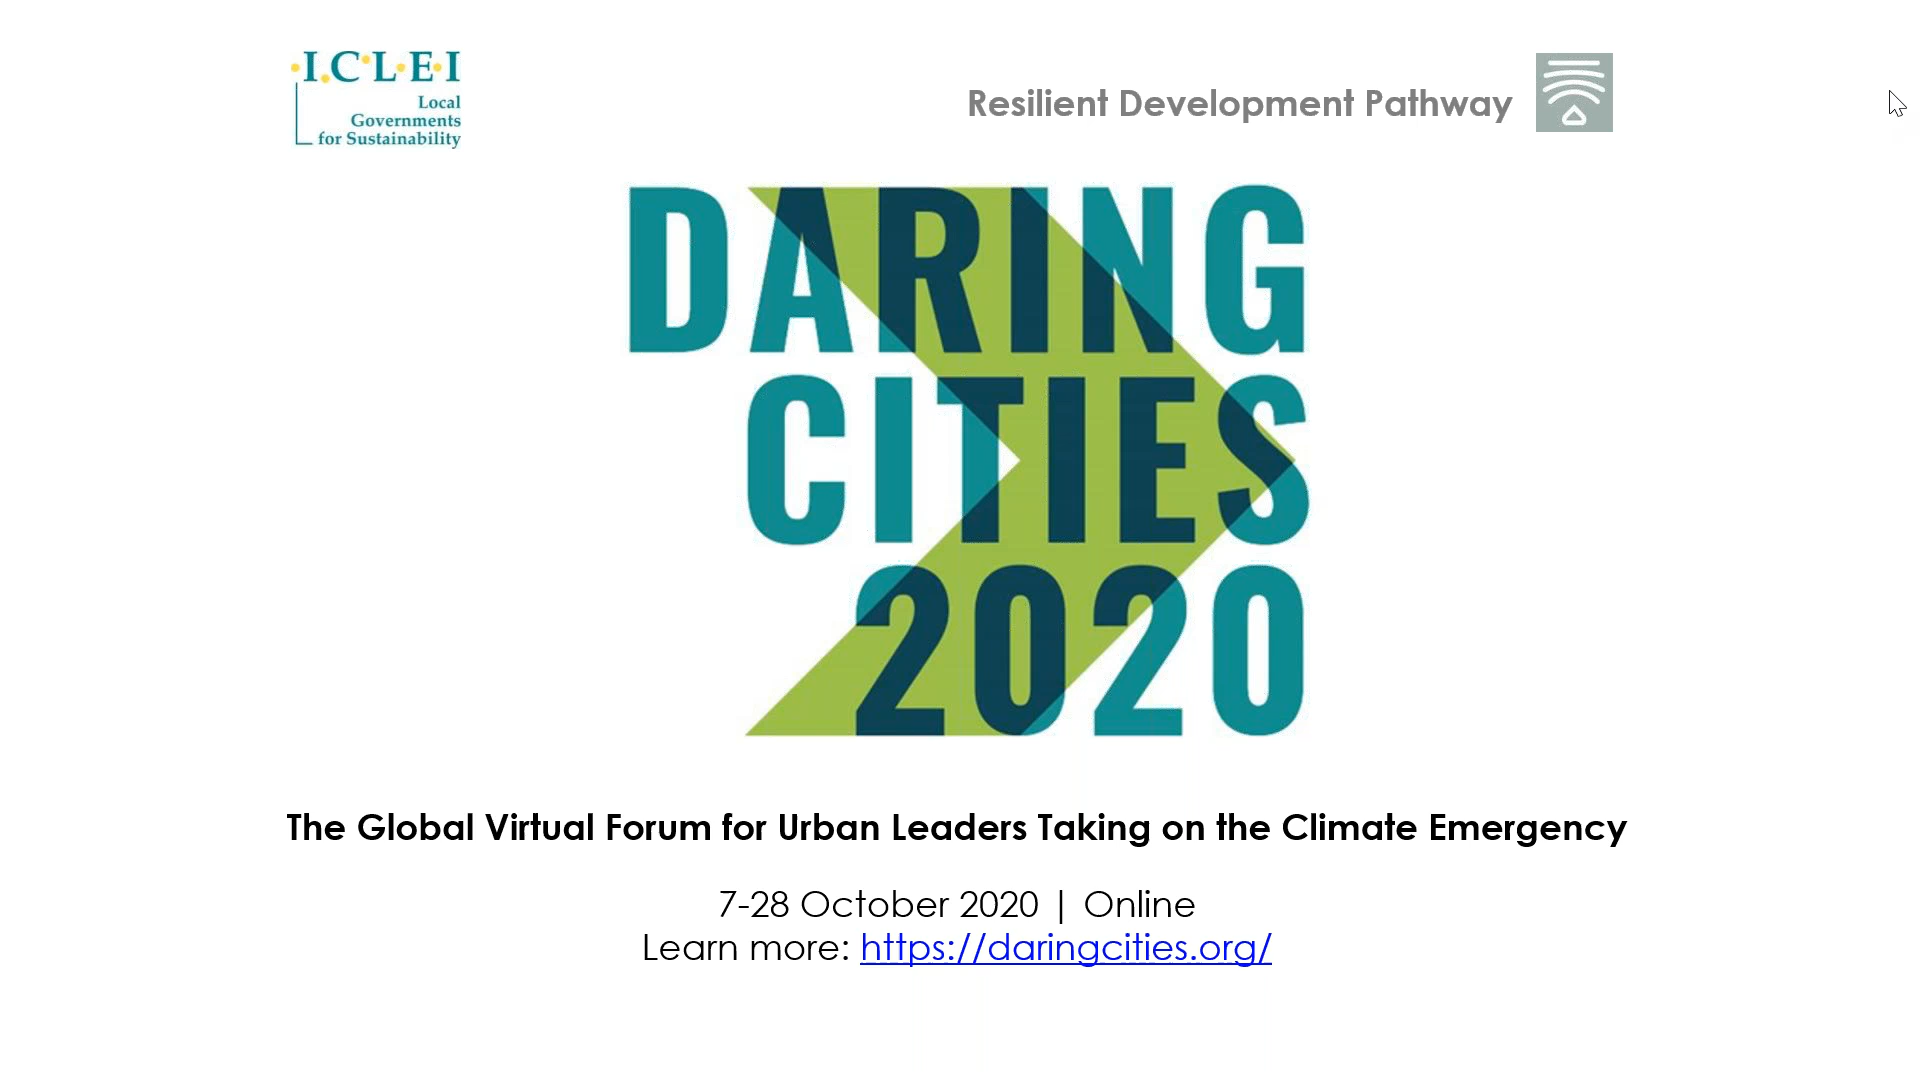 I.C.L.E.I
Local
Governments
for Sustainability
Resilient Development Pathway
DARING
CITIES
2020
The Global Virtual Forum for Urban Leaders Taking on the Climate Emergency
7-28 October 2020 | Online
Learn more: https://daringcities.org/